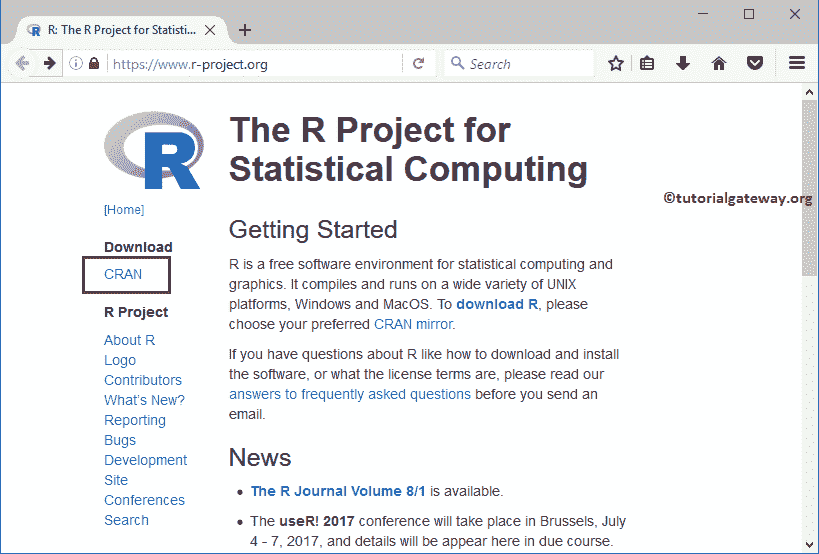 R: The R Project for Statisti...
https://www.r-project.org
Search
R
The R Project for
Statistical Computing
©tutorialgateway.org
[Home]
Download
CRAN
R Project
About R
Logo
Contributors
What's New?
Reporting
Bugs
Development
Site
Conferences
Search
Getting Started
R is a free software environment for statistical computing and
graphics. It compiles and runs on a wide variety of UNIX
platforms, Windows and MacOS. To download R, please
choose your preferred CRAN mirror.
If you have questions about R like how to download and install
the software, or what the license terms are, please read our
answers to frequently asked questions before you send an
email.
News
• The R Journal Volume 8/1 is available.
• The useR! 2017 conference will take place in Brussels, July
4 - 7, 2017, and details will be appear here in due course.